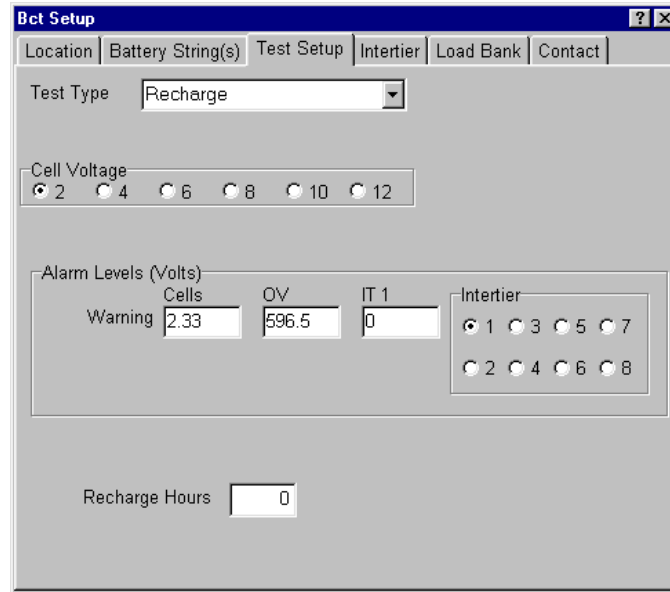 Bct Setup
Location Battery String(s) Test Setup Intertier Load Bank Contact
Test Type Recharge
Cell Voltage
2 4 6 8 10 12
Alarm Levels (Volts)
Cells OV IT 1 Intertier
Warning 2.33 596.5 0 1 3 5 7
2 4 6 8
Recharge Hours 0